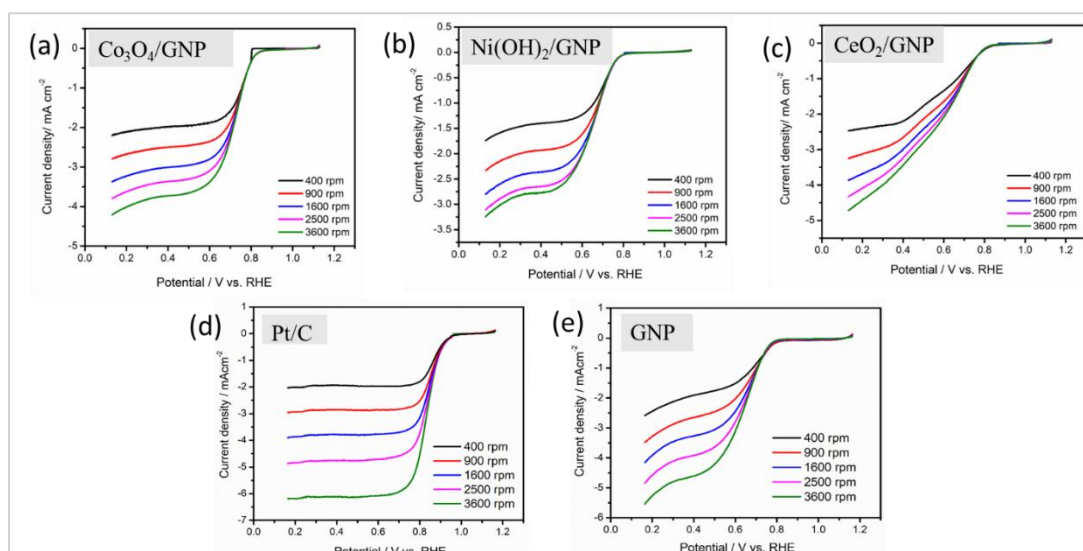 (a)
Co₃O₄/GNP
1
0
-1
-2
-3
-4
-5
Current density/ mA cm⁻²
400 rpm
900 rpm
1600 rpm
2500 rpm
3600 rpm
0.0 0.2 0.4 0.6 0.8 1.0 1.2
Potential / V vs. RHE
(b)
Ni(OH)₂/GNP
0.5
0.0
-0.5
-1.0
-1.5
-2.0
-2.5
-3.0
-3.5
Current density/ mA cm⁻²
400 rpm
900 rpm
1600 rpm
2500 rpm
3600 rpm
0.0 0.2 0.4 0.6 0.8 1.0 1.2
Potential / V vs. RHE
(c)
CeO₂/GNP
0
-1
-2
-3
-4
-5
Current density/ mA cm⁻²
400 rpm
900 rpm
1600 rpm
2500 rpm
3600 rpm
0.0 0.2 0.4 0.6 0.8 1.0 1.2
Potential / V vs. RHE
(d)
Pt/C
1
0
-1
-2
-3
-4
-5
-6
-7
Current density / mAcm⁻²
400 rpm
900 rpm
1600 rpm
2500 rpm
3600 rpm
0.0 0.2 0.4 0.6 0.8 1.0 1.2
Potential / V vs. RHE
(e)
GNP
1
0
-1
-2
-3
-4
-5
-6
Current density / mAcm⁻²
400 rpm
900 rpm
1600 rpm
2500 rpm
3600 rpm
0.0 0.2 0.4 0.6 0.8 1.0 1.2
Potential / V vs. RHE